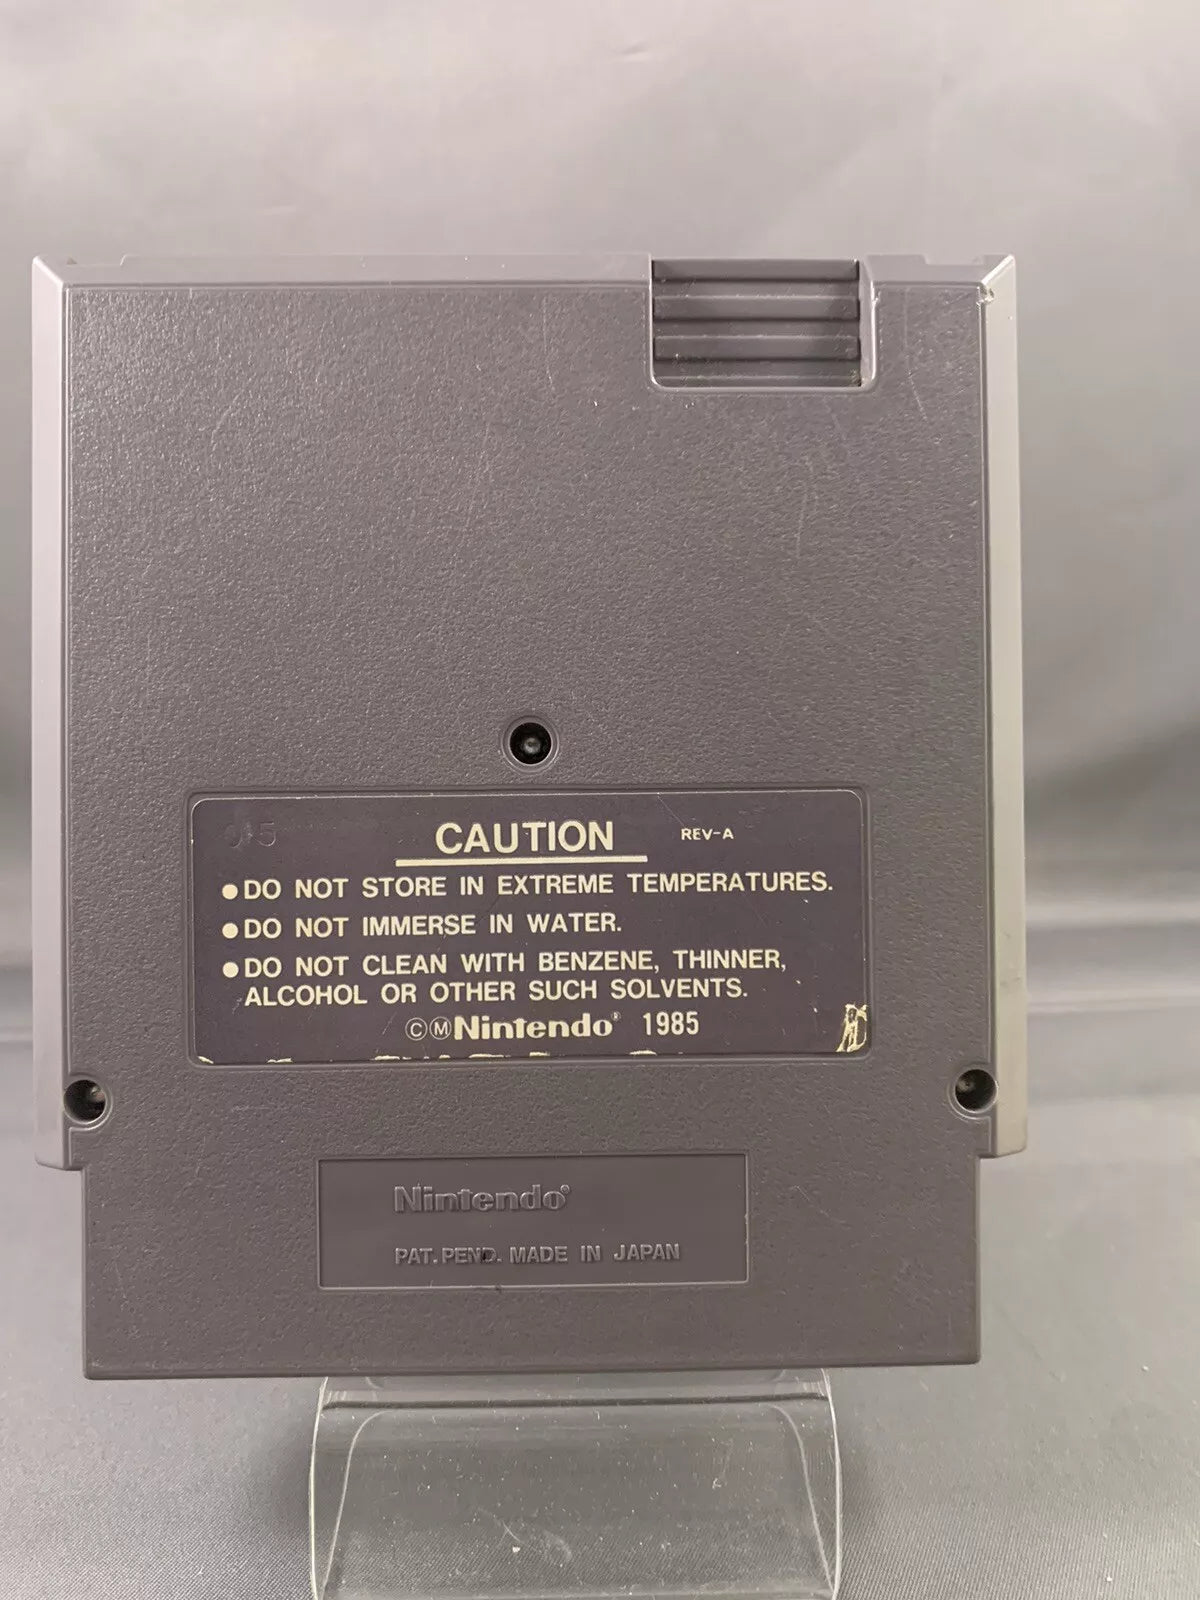 CAUTION REV-A
●DO NOT STORE IN EXTREME TEMPERATURES.
●DO NOT IMMERSE IN WATER.
●DO NOT CLEAN WITH BENZENE, THINNER,
ALCOHOL OR OTHER SUCH SOLVENTS.
©Ⓜ Nintendo® 1985
Nintendo®
PAT. PEND. MADE IN JAPAN